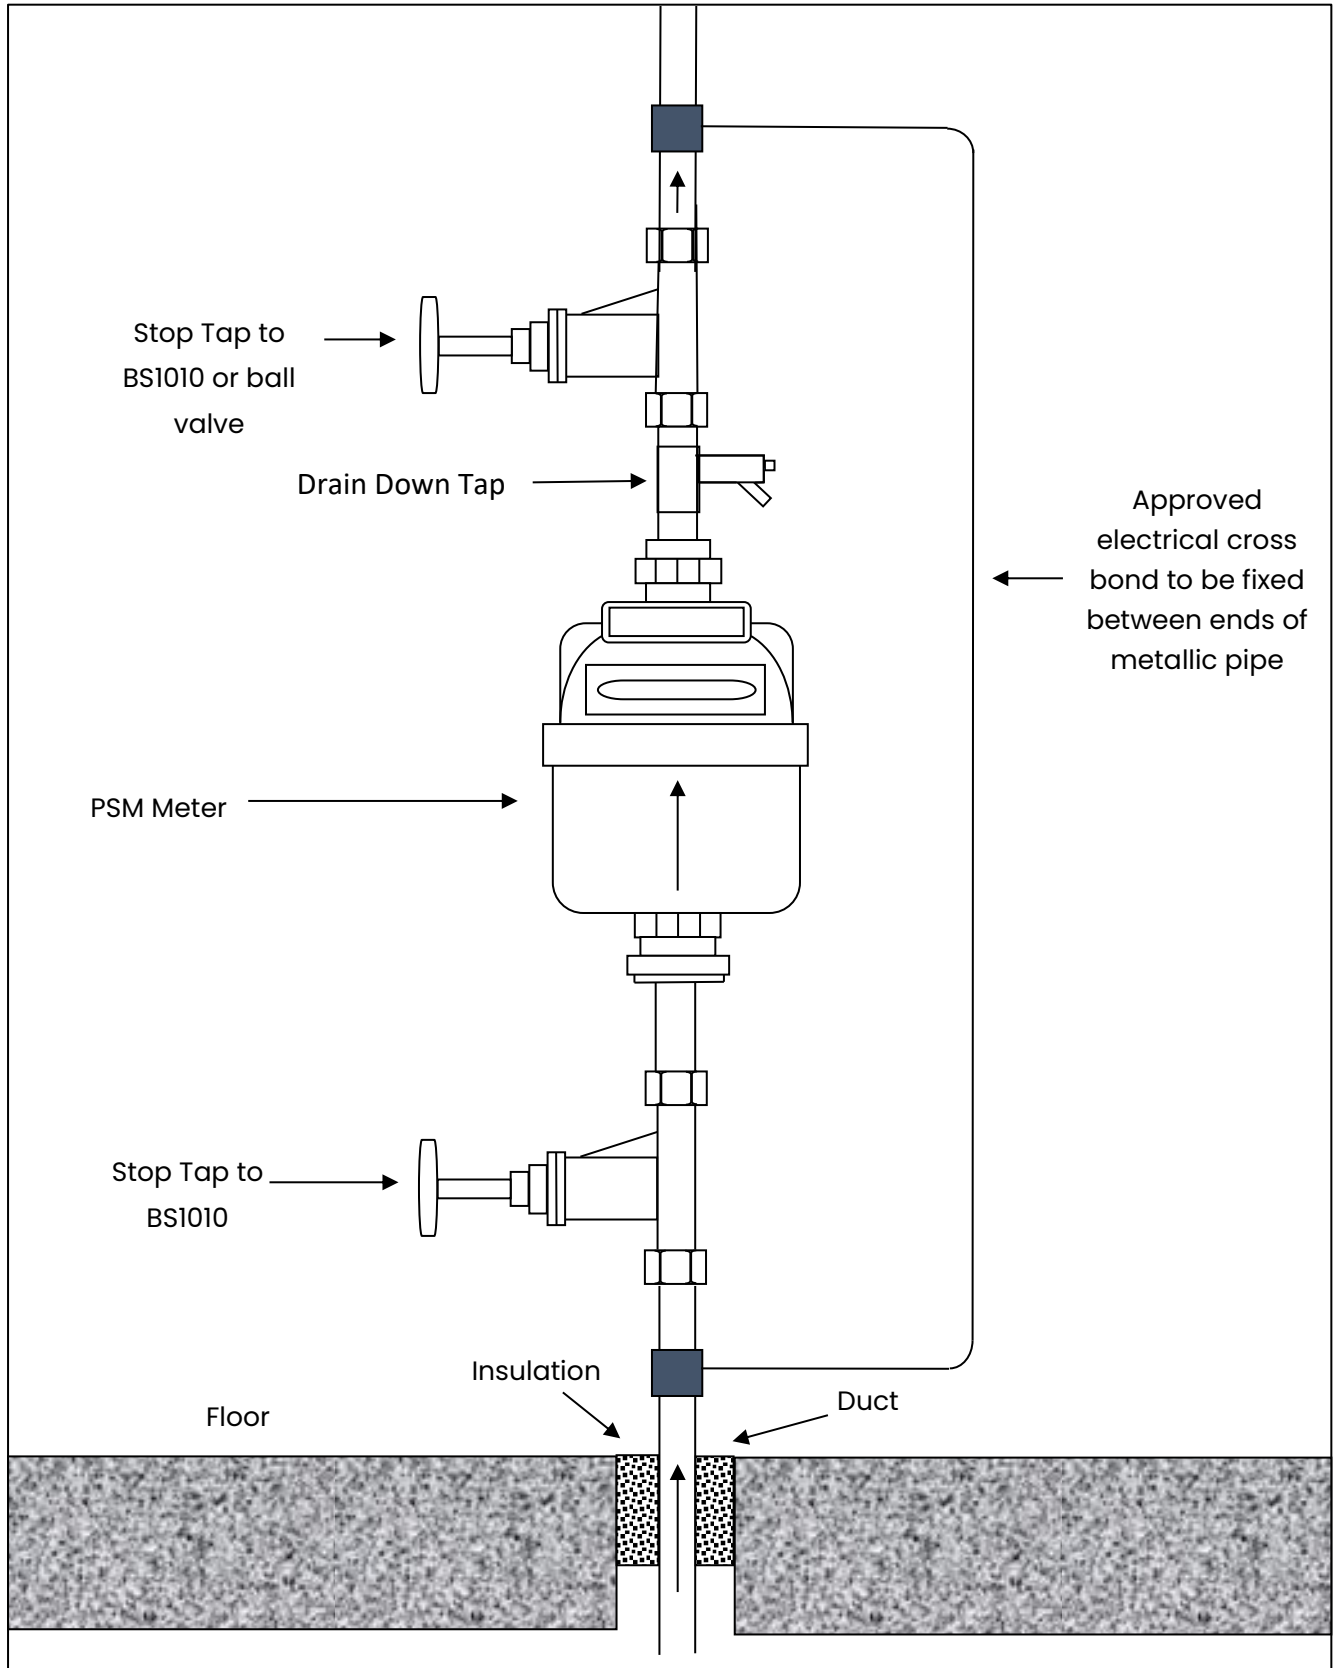 Stop Tap to
BS1010 or ball
valve
Drain Down Tap
Approved
electrical cross
bond to be fixed
between ends of
metallic pipe
PSM Meter
Stop Tap to
BS1010
Insulation
Duct
Floor